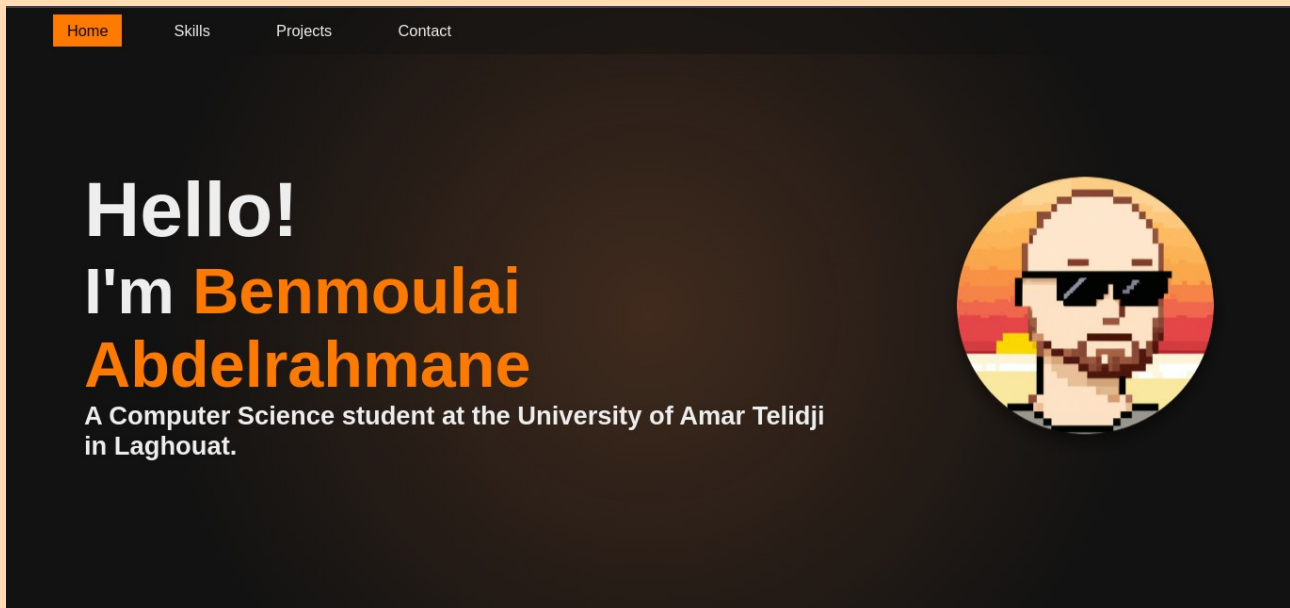 Home Skills Projects Contact
Hello!
I'm Benmoulai
Abdelrahmane
A Computer Science student at the University of Amar Telidji
in Laghouat.